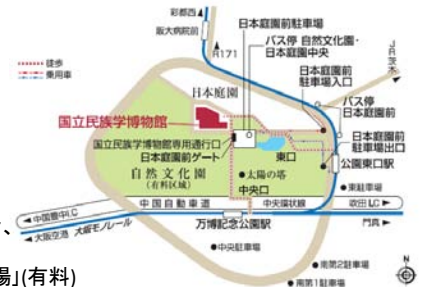 彩都西
阪大病院前
R171
日本庭園前駐車場
バス停 自然文化園・
日本庭園中央
JR茨木
日本庭園前
駐車場入口
徒歩
乗用車
日本庭園
バス停
日本庭園前
国立民族学博物館
国立民族学博物館専用通行口
日本庭園前ゲート
日本庭園前
駐車場出口
東口
公園東口駅
自然文化園
(有料区域)
太陽の塔
中央口
東駐車場
中国豊中I.C
中国自動車道
中央環状線
吹田I.C
大阪空港 大阪モノレール
万博記念公園駅
門真
中央駐車場
南第2駐車場
南第1駐車場
N
、
場」(有料)